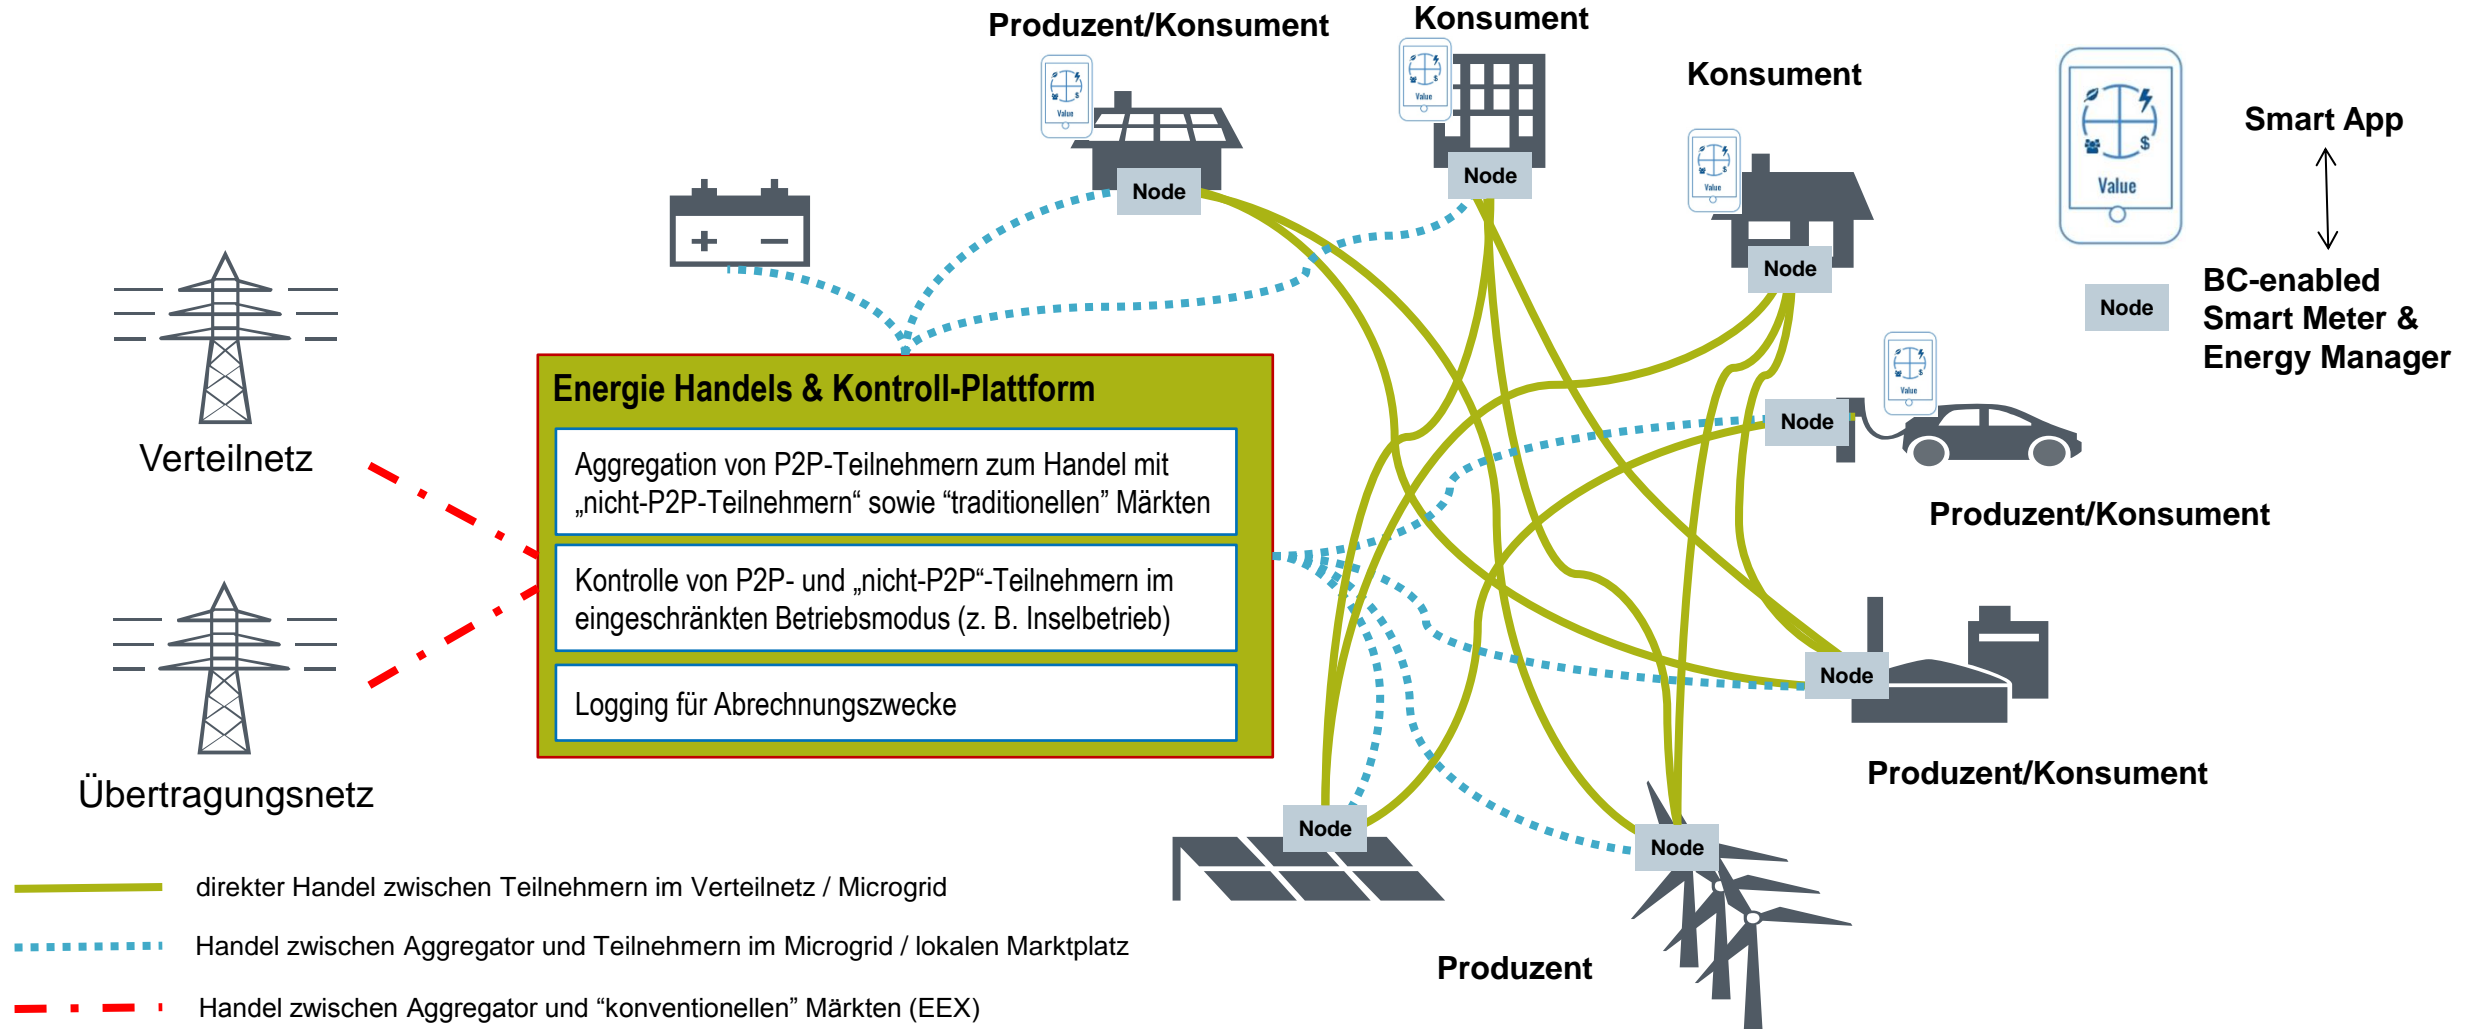 Produzent/Konsument
Konsument
Konsument
Value
Value
Value
Value
Smart App
Node
Node
Node
Node
BC-enabled
Smart Meter &
Energy Manager
Value
Node
Produzent/Konsument
Verteilnetz
Übertragungsnetz
Energie Handels & Kontroll-Plattform
Aggregation von P2P-Teilnehmern zum Handel mit
„nicht-P2P-Teilnehmern“ sowie “traditionellen” Märkten
Kontrolle von P2P- und „nicht-P2P“-Teilnehmern im
eingeschränkten Betriebsmodus (z. B. Inselbetrieb)
Logging für Abrechnungszwecke
Node
Produzent/Konsument
Node
Node
Produzent
direkter Handel zwischen Teilnehmern im Verteilnetz / Microgrid
Handel zwischen Aggregator und Teilnehmern im Microgrid / lokalen Marktplatz
Handel zwischen Aggregator und “konventionellen” Märkten (EEX)